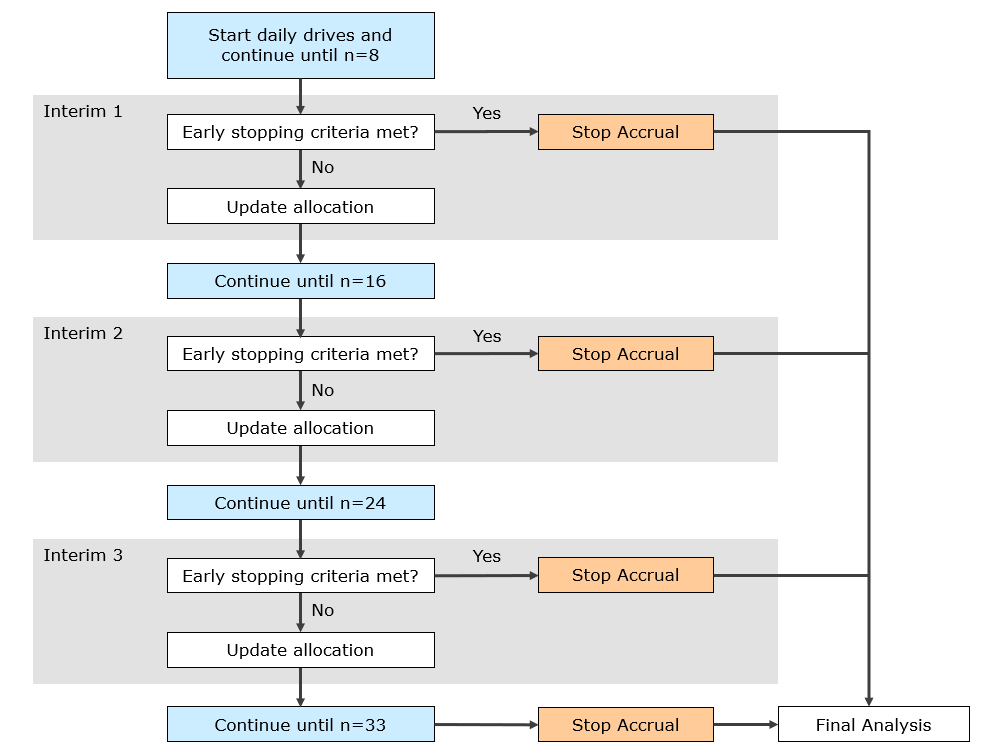 Start daily drives and
continue until n=8
Interim 1
Early stopping criteria met?
Yes
Stop Accrual
No
Update allocation
Continue until n=16
Interim 2
Early stopping criteria met?
Yes
Stop Accrual
No
Update allocation
Continue until n=24
Interim 3
Early stopping criteria met?
Yes
Stop Accrual
No
Update allocation
Continue until n=33
Stop Accrual
Final Analysis